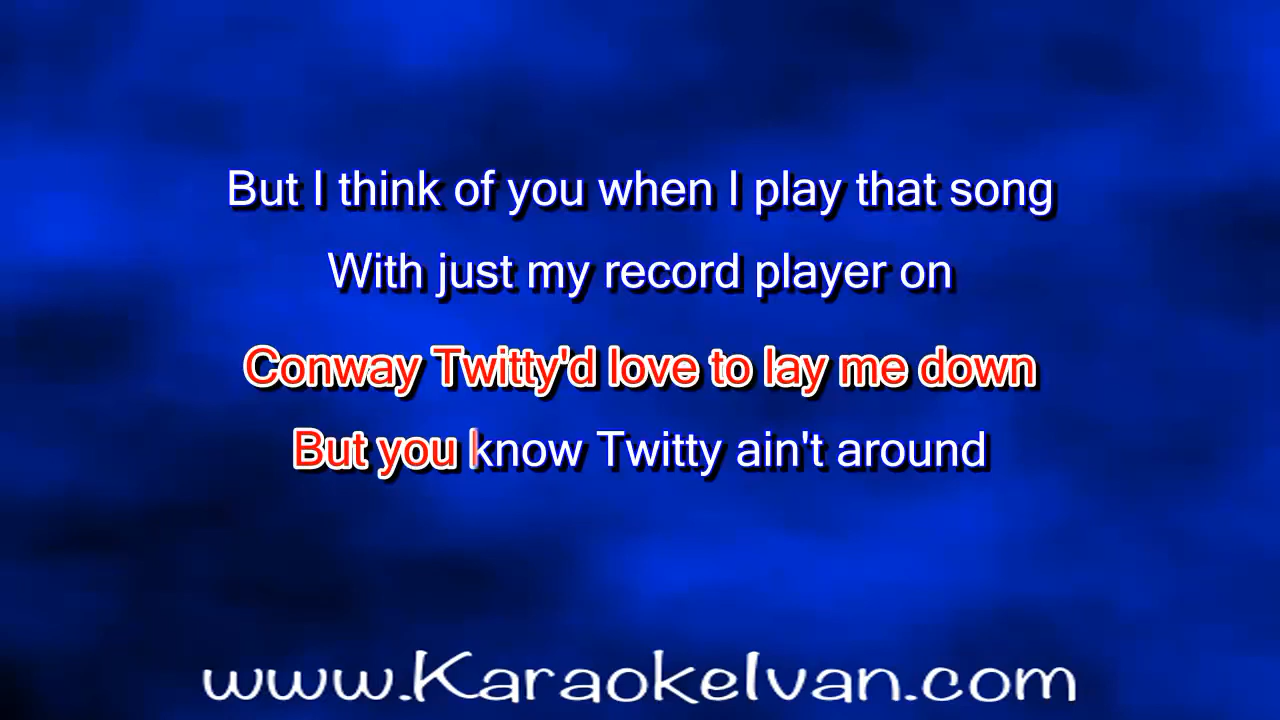 But I think of you when I play that song
With just my record player on
Conway Twitty'd love to lay me down
But you know Twitty ain't around
www.KaraokeIvan.com